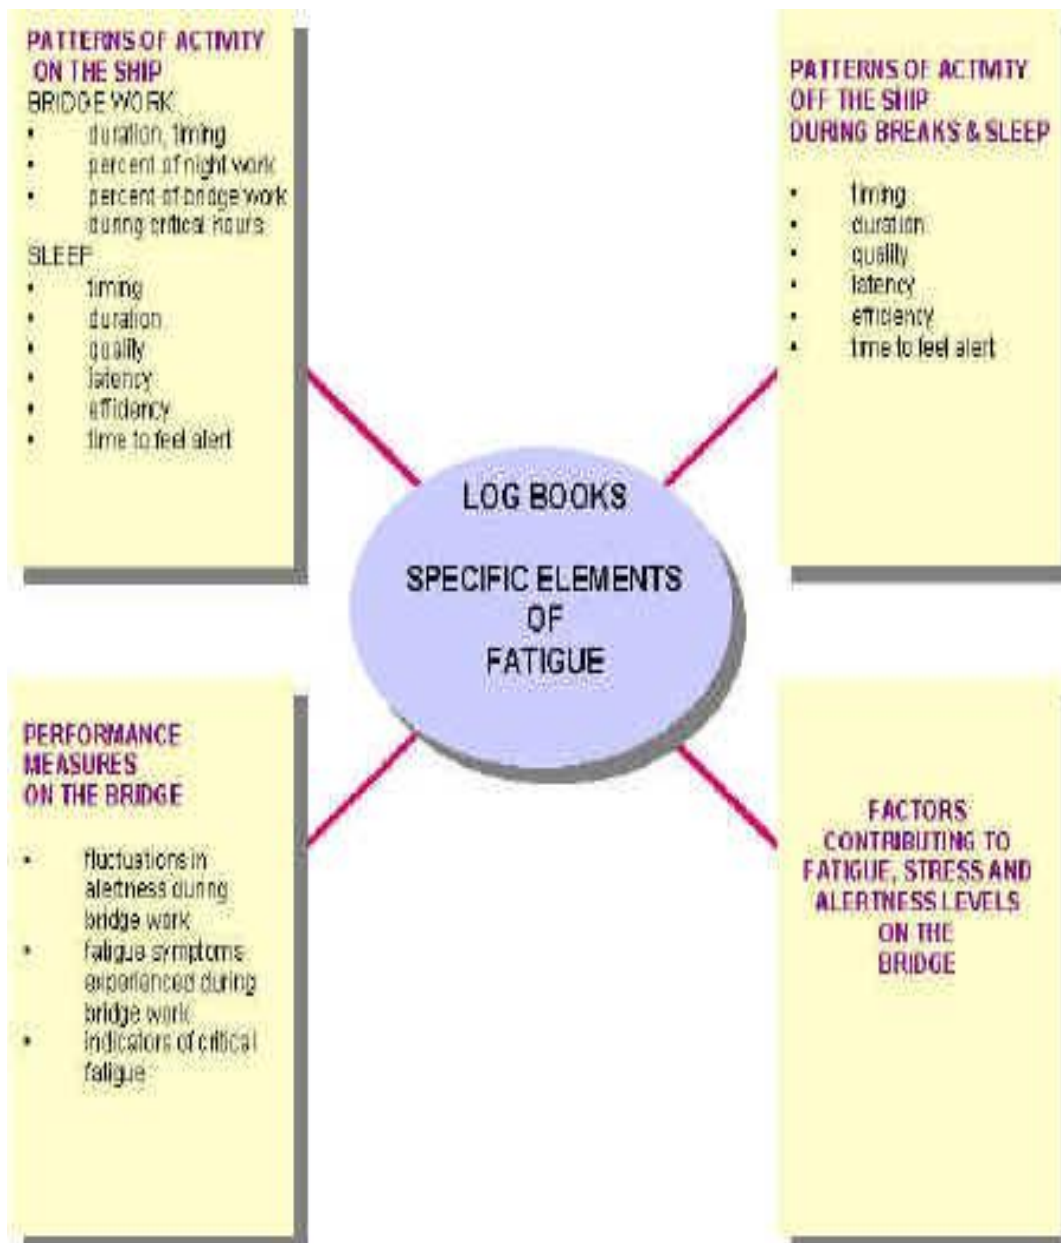 PATTERNS OF ACTIVITY
ON THE SHIP
BRIDGE WORK
• duration, timing
• percent of night work
• percent of bridge work
during critical hours
SLEEP
• timing
• duration
• quality
• latency
• efficiency
• time to feel alert
PATTERNS OF ACTIVITY
OFF THE SHIP
DURING BREAKS & SLEEP
• timing
• duration
• quality
• latency
• efficiency
• time to feel alert
LOG BOOKS
SPECIFIC ELEMENTS
OF
FATIGUE
PERFORMANCE
MEASURES
ON THE BRIDGE
• fluctuations in
alertness during
bridge work
• fatigue symptoms
experienced during
bridge work
• indicators of critical
fatigue
FACTORS
CONTRIBUTING TO
FATIGUE, STRESS AND
ALERTNESS LEVELS
ON THE
BRIDGE